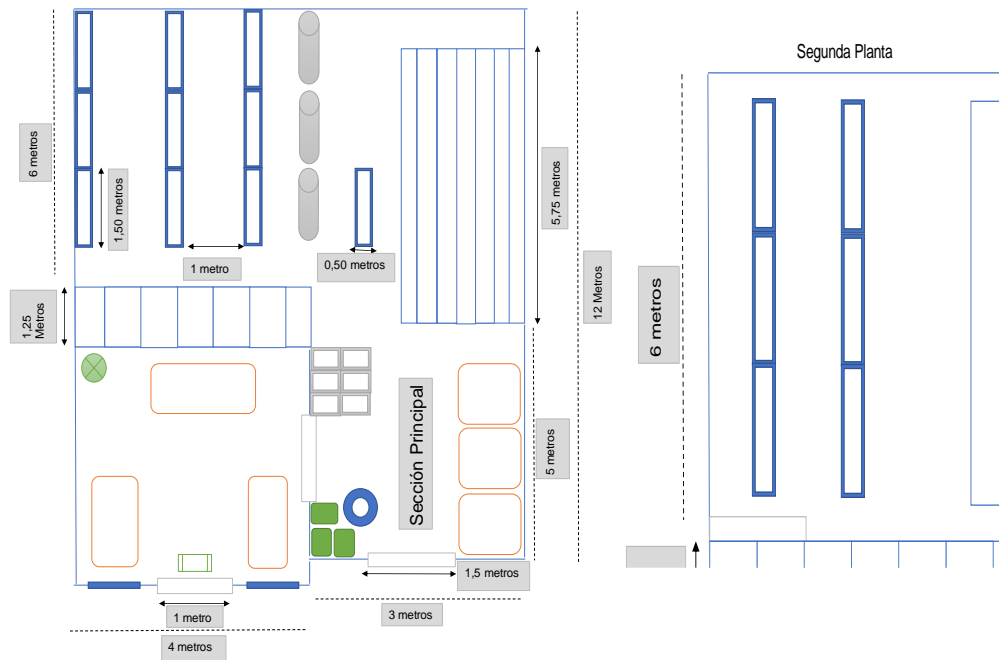 Segunda Planta
6 metros
1,50 metros
1 metro
0,50 metros
5,75 metros
12 Metros
6 metros
1,25
Metros
Sección Principal
5 metros
1,5 metros
1 metro
3 metros
4 metros